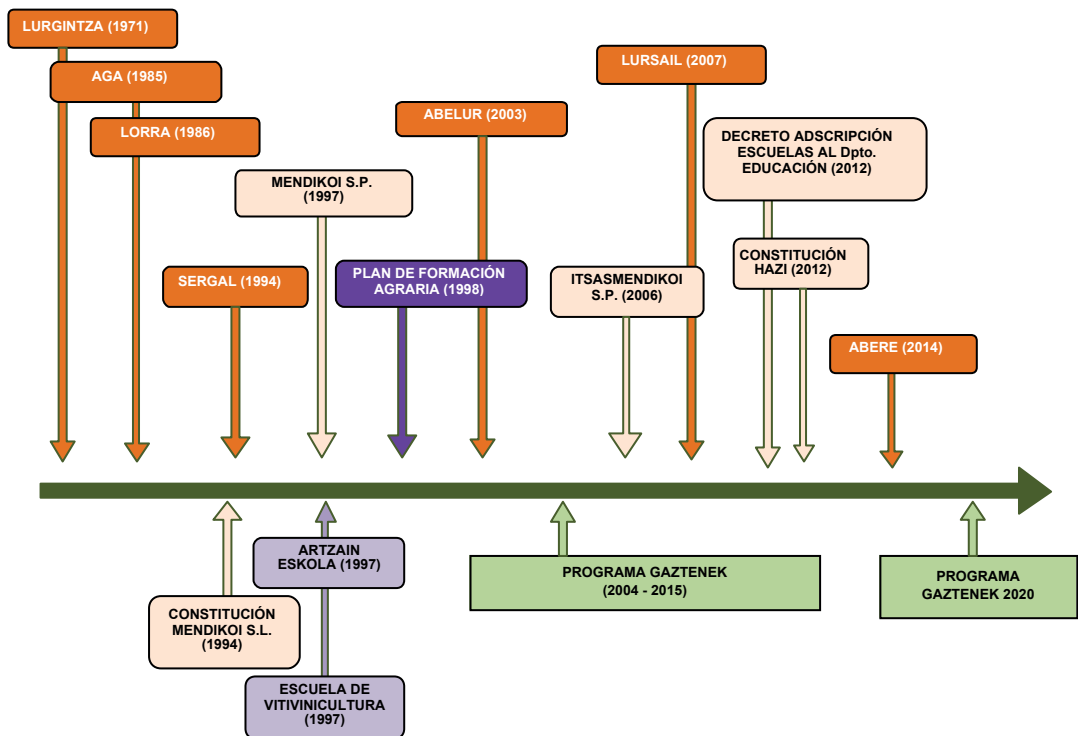 LURGINTZA (1971)
AGA (1985)
LORRA (1986)
SERGAL (1994)
MENDIKOI S.P.
(1997)
PLAN DE FORMACIÓN
AGRARIA (1998)
ABELUR (2003)
LURSAIL (2007)
ITSASMENDIKOI
S.P. (2006)
DECRETO ADSCRIPCIÓN
ESCUELAS AL Dpto.
EDUCACIÓN (2012)
CONSTITUCIÓN
HAZI (2012)
ABERE (2014)
CONSTITUCIÓN
MENDIKOI S.L.
(1994)
ARTZAIN
ESKOLA (1997)
ESCUELA DE
VITIVINICULTURA
(1997)
PROGRAMA GAZTENEK
(2004 - 2015)
PROGRAMA
GAZTENEK 2020